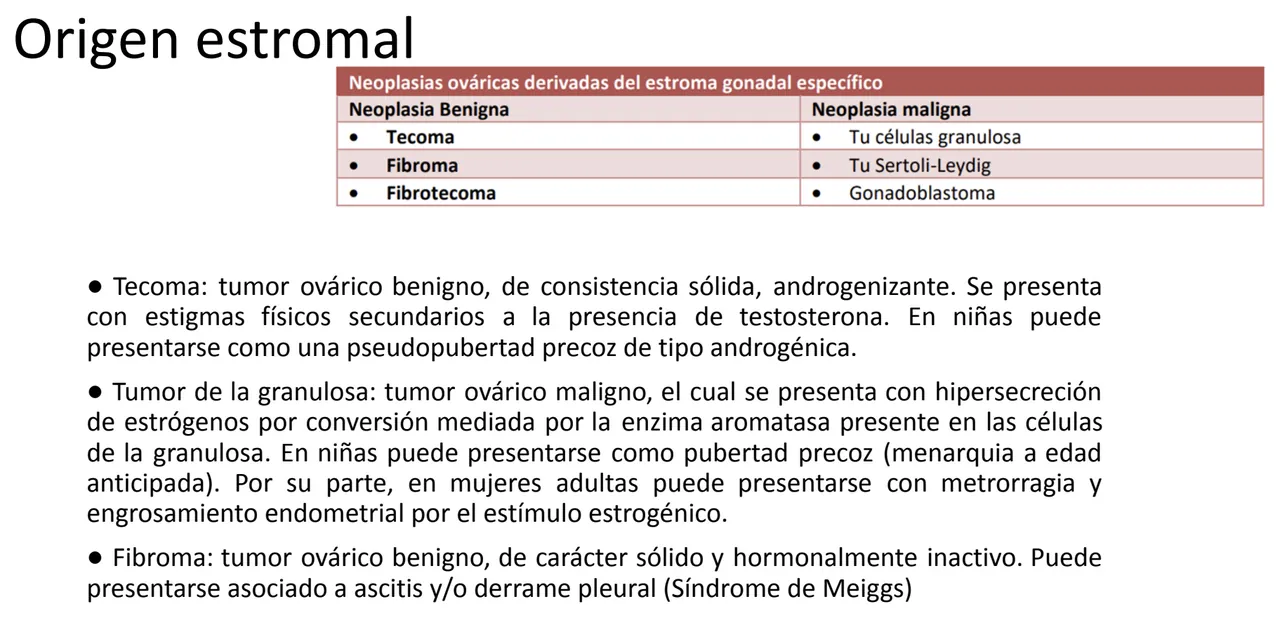 Origen estromal
Neoplasias ováricas derivadas del estroma gonadal específico
Neoplasia Benigna
Neoplasia maligna
• Tecoma
• Tu células granulosa
• Fibroma
• Tu Sertoli-Leydig
• Fibrotecoma
• Gonadoblastoma
● Tecoma: tumor ovárico benigno, de consistencia sólida, androgenizante. Se presenta
con estigmas físicos secundarios a la presencia de testosterona. En niñas puede
presentarse como una pseudopubertad precoz de tipo androgénica.
● Tumor de la granulosa: tumor ovárico maligno, el cual se presenta con hipersecreción
de estrógenos por conversión mediada por la enzima aromatasa presente en las células
de la granulosa. En niñas puede presentarse como pubertad precoz (menarquia a edad
anticipada). Por su parte, en mujeres adultas puede presentarse con metrorragia y
engrosamiento endometrial por el estímulo estrogénico.
● Fibroma: tumor ovárico benigno, de carácter sólido y hormonalmente inactivo. Puede
presentarse asociado a ascitis y/o derrame pleural (Síndrome de Meiggs)